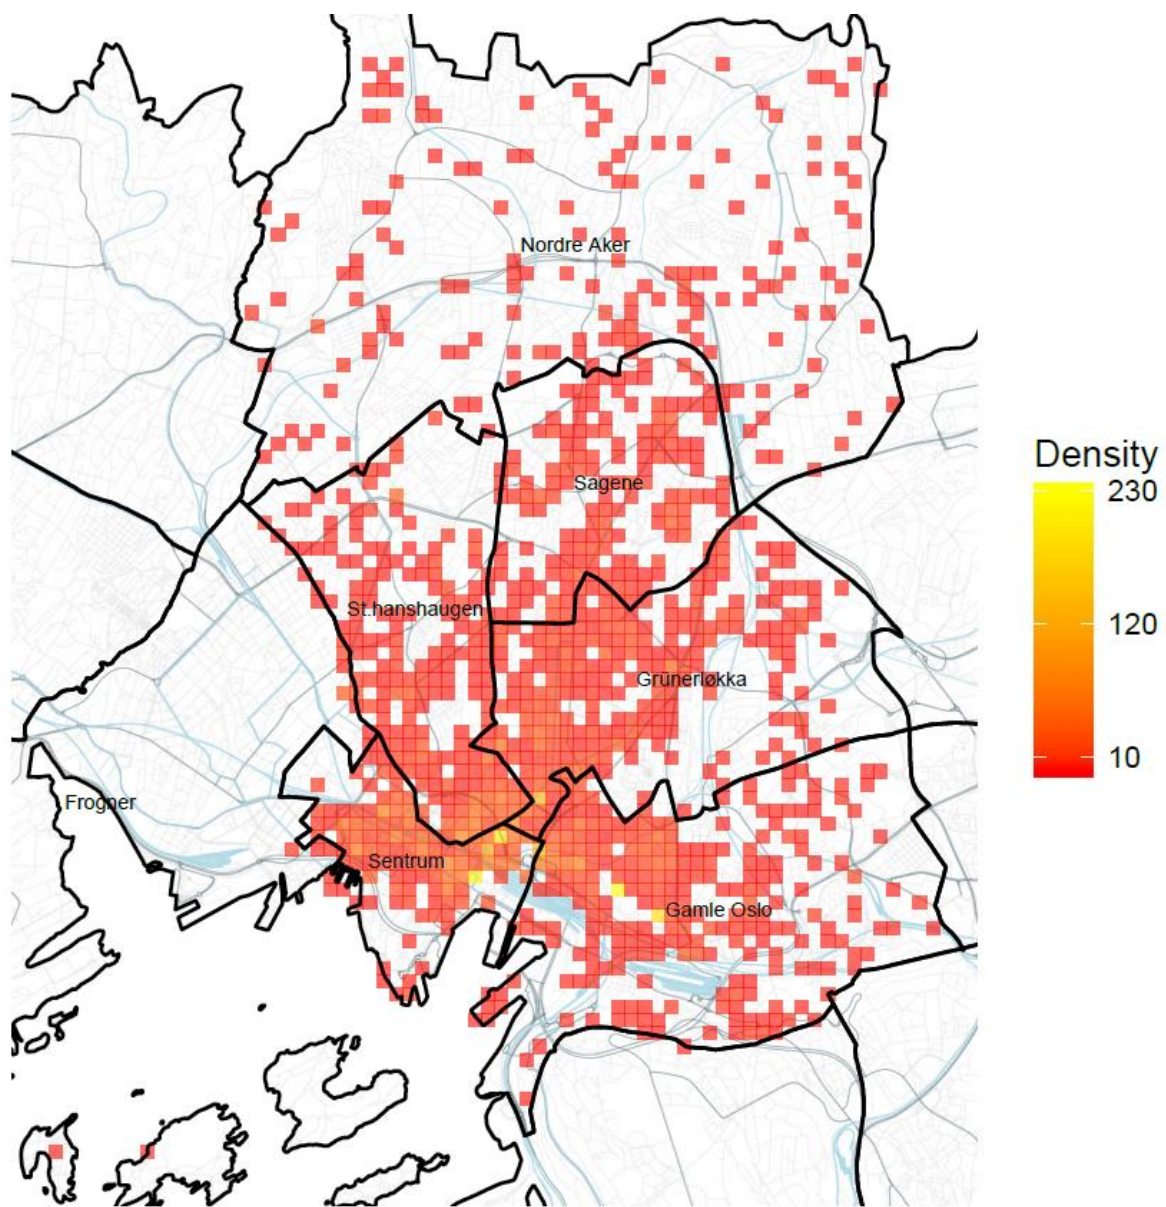 Nordre Aker
Density
230
Sagene
St.hanshaugen
120
Grünerløkka
10
Frogner
Sentrum
Gamle Oslo